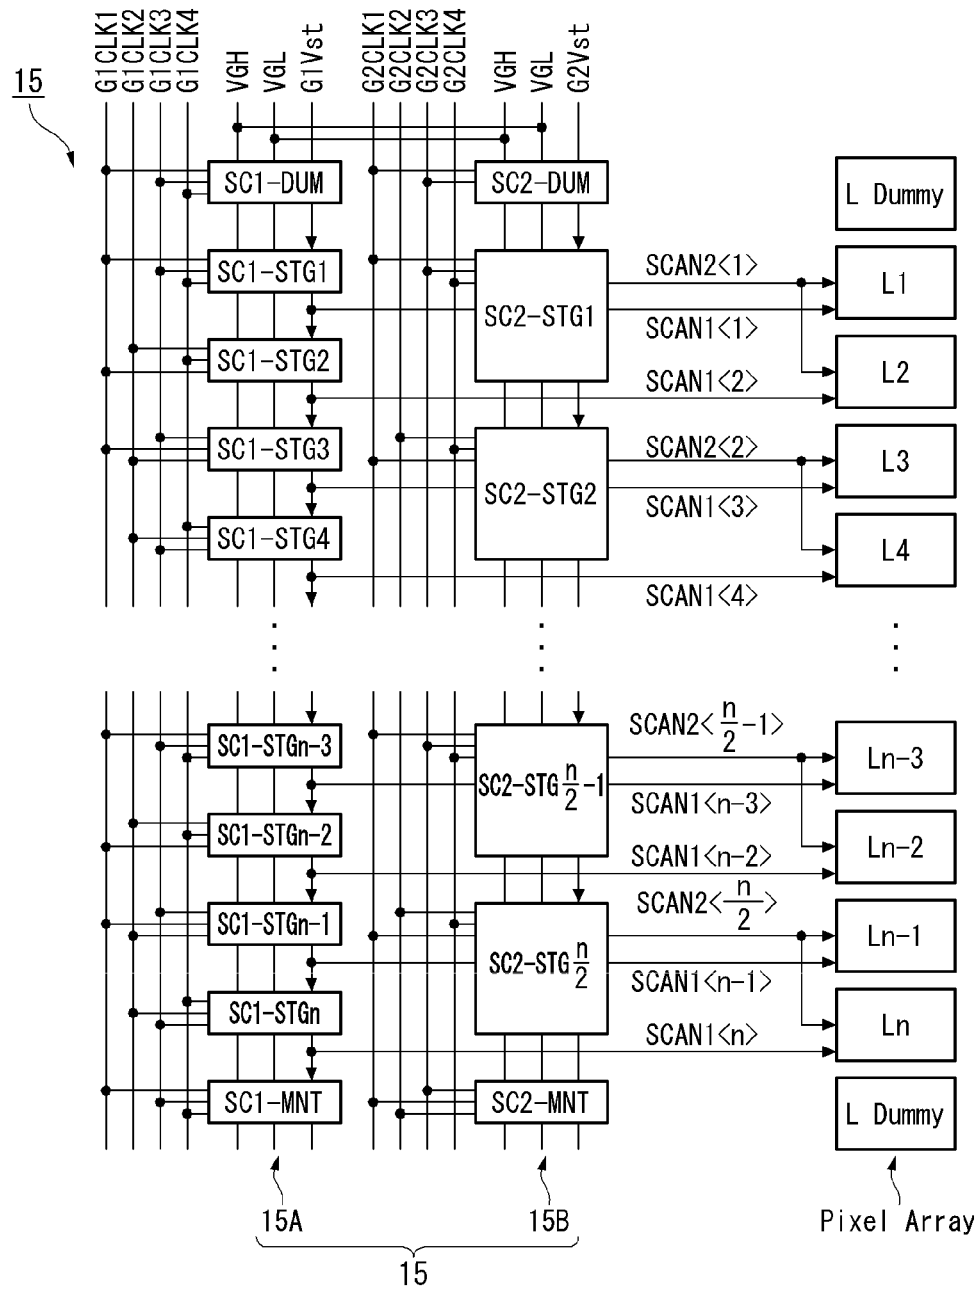 15
G1CLK1
G1CLK2
G1CLK3
G1CLK4
VGH
VGL
G1Vst
G2CLK1
G2CLK2
G2CLK3
G2CLK4
VGH
VGL
G2Vst
SC1-DUM
SC2-DUM
L Dummy
SC1-STG1
SC2-STG1
SCAN2<1>
SCAN1<1>
L1
SC1-STG2
SCAN1<2>
L2
SC1-STG3
SC2-STG2
SCAN2<2>
SCAN1<3>
L3
SC1-STG4
SCAN1<4>
L4
SC1-STGn-3
SC2-STG n/2 -1
SCAN2< n/2 -1>
SCAN1<n-3>
Ln-3
SC1-STGn-2
SCAN1<n-2>
Ln-2
SC1-STGn-1
SC2-STG n/2
SCAN2< n/2 >
SCAN1<n-1>
Ln-1
SC1-STGn
SCAN1<n>
Ln
SC1-MNT
SC2-MNT
L Dummy
15A
15B
Pixel Array
15